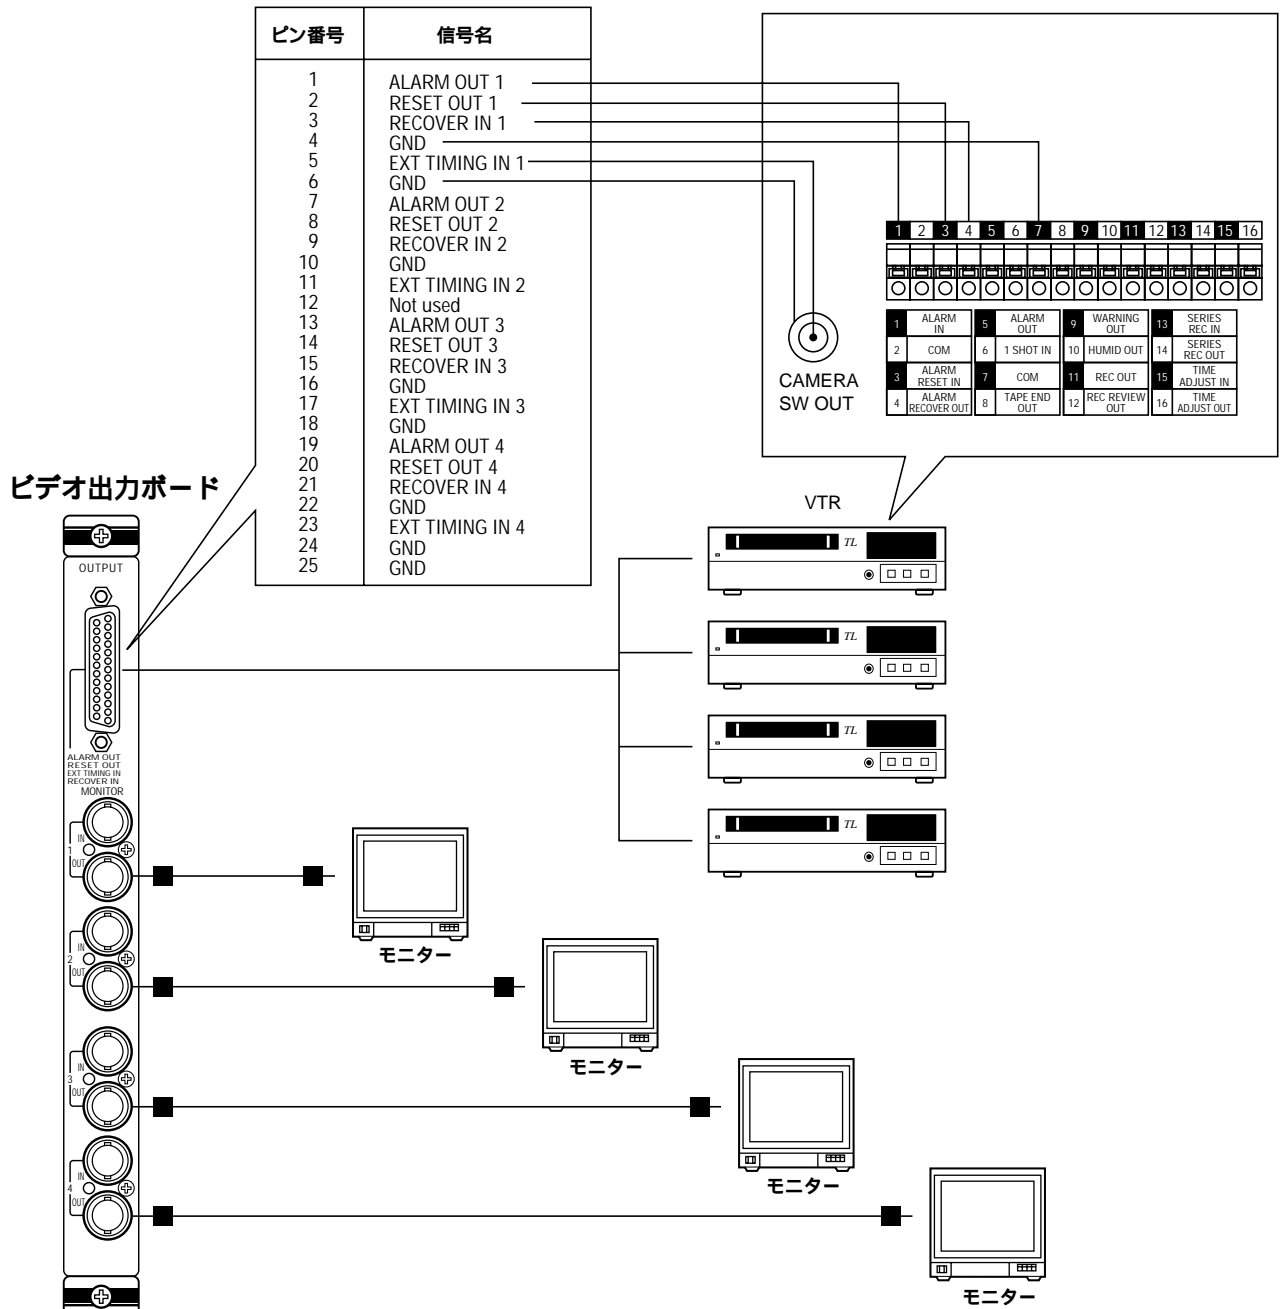 ピン番号 信号名
1 ALARM OUT 1
2 RESET OUT 1
3 RECOVER IN 1
4 GND
5 EXT TIMING IN 1
6 GND
7 ALARM OUT 2
8 RESET OUT 2
9 RECOVER IN 2
10 GND
11 EXT TIMING IN 2
12 Not used
13 ALARM OUT 3
14 RESET OUT 3
15 RECOVER IN 3
16 GND
17 EXT TIMING IN 3
18 GND
19 ALARM OUT 4
20 RESET OUT 4
21 RECOVER IN 4
22 GND
23 EXT TIMING IN 4
24 GND
25 GND
1 2 3 4 5 6 7 8 9 10 11 12 13 14 15 16
1 ALARM IN
2 COM
3 ALARM RESET IN
4 ALARM RECOVER OUT
5 ALARM OUT
6 1 SHOT IN
7 COM
8 TAPE END OUT
9 WARNING OUT
10 HUMID OUT
11 REC OUT
12 REC REVIEW OUT
13 SERIES REC IN
14 SERIES REC OUT
15 TIME ADJUST IN
16 TIME ADJUST OUT
CAMERA
SW OUT
VTR
TL
TL
TL
TL
ビデオ出力ボード
OUTPUT
ALARM OUT
RESET OUT
EXT TIMING IN
RECOVER IN
MONITOR
IN
1
OUT
IN
2
OUT
IN
3
OUT
IN
4
OUT
モニター
モニター
モニター
モニター